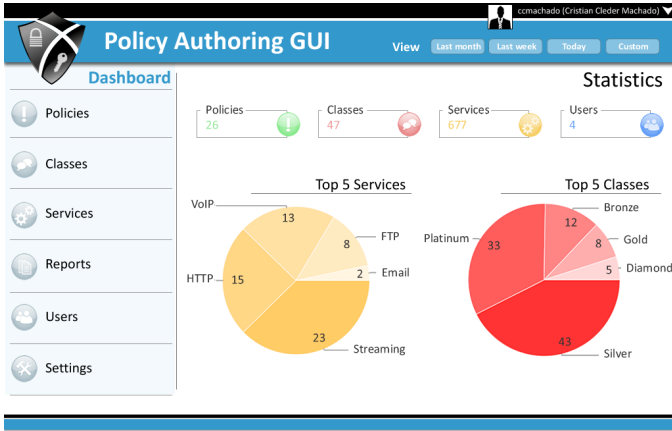 ccmachado (Cristian Cleder Machado)
Policy Authoring GUI
View Last month Last week Today Custom
Dashboard
Statistics
Policies
Classes
Services
Reports
Users
Settings
Policies Classes Services Users
26 47 677 4
Top 5 Services
VoIP
13
8 FTP
HTTP 15
2 Email
23
Streaming
Top 5 Classes
Bronze
12
Platinum 33
8 Gold
5 Diamond
43
Silver